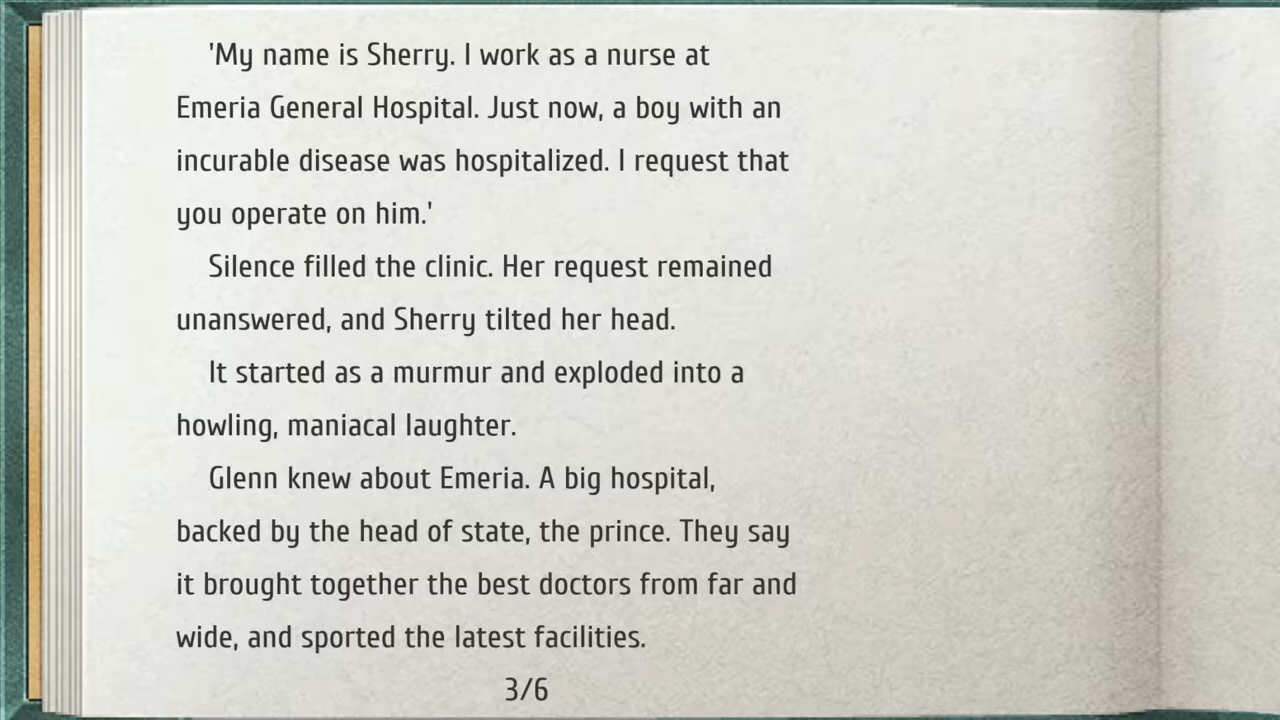 'My name is Sherry. I work as a nurse at
Emeria General Hospital. Just now, a boy with an
incurable disease was hospitalized. I request that
you operate on him.'
Silence filled the clinic. Her request remained
unanswered, and Sherry tilted her head.
It started as a murmur and exploded into a
howling, maniacal laughter.
Glenn knew about Emeria. A big hospital,
backed by the head of state, the prince. They say
it brought together the best doctors from far and
wide, and sported the latest facilities.
3/6